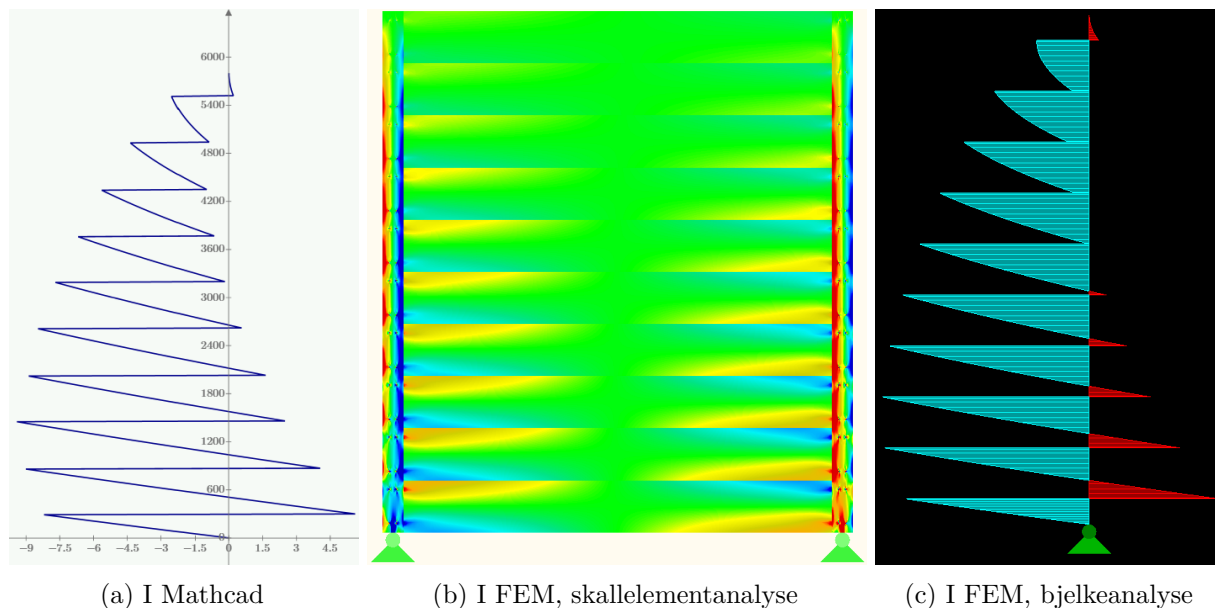 6000
5400
4800
4200
3600
3000
2400
1800
1200
600
0
−9 −7.5 −6 −4.5 −3 −1.5 0 1.5 3 4.5
(a) I Mathcad
(b) I FEM, skallelementanalyse
(c) I FEM, bjelkeanalyse